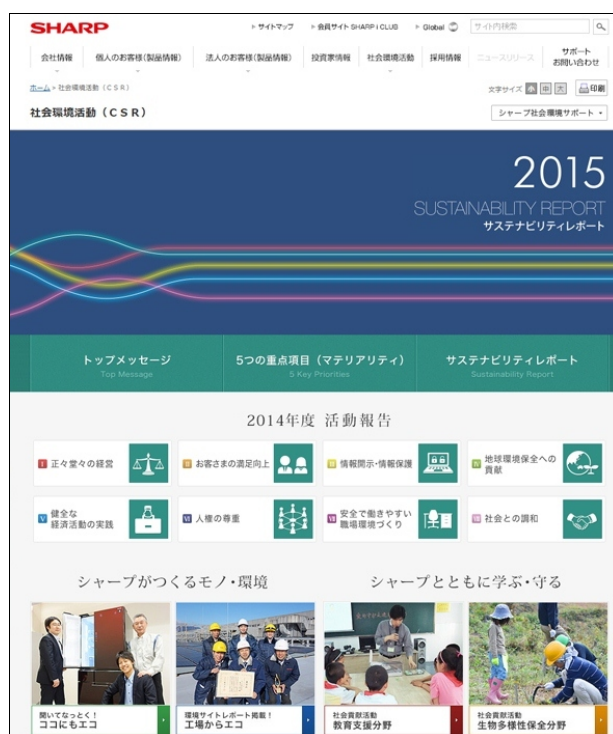 SHARP
サイトマップ 会員サイト SHARP i CLUB Global サイト内検索
会社情報 個人のお客様(製品情報) 法人のお客様(製品情報) 投資家情報 社会環境活動 採用情報 ニュースリリース サポート
お問い合わせ
ホーム > 社会環境活動(CSR) 文字サイズ 小 中 大 印刷
社会環境活動(CSR) シャープ社会環境サポート
2015
SUSTAINABILITY REPORT
サステナビリティレポート
トップメッセージ 5つの重点項目(マテリアリティ) サステナビリティレポート
Top Message 5 Key Priorities Sustainability Report
2014年度 活動報告
I 正々堂々の経営 II お客さまの満足向上 III 情報開示・情報保護 IV 地球環境保全への
貢献
V 健全な
経済活動の実践 VI 人権の尊重 VII 安全で働きやすい
職場環境づくり VIII 社会との調和
シャープがつくるモノ・環境 シャープとともに学ぶ・守る
聞いてなっとく! 環境サイトレポート掲載! 社会貢献活動 社会貢献活動
ココにもエコ 工場からエコ 教育支援分野 生物多様性保全分野